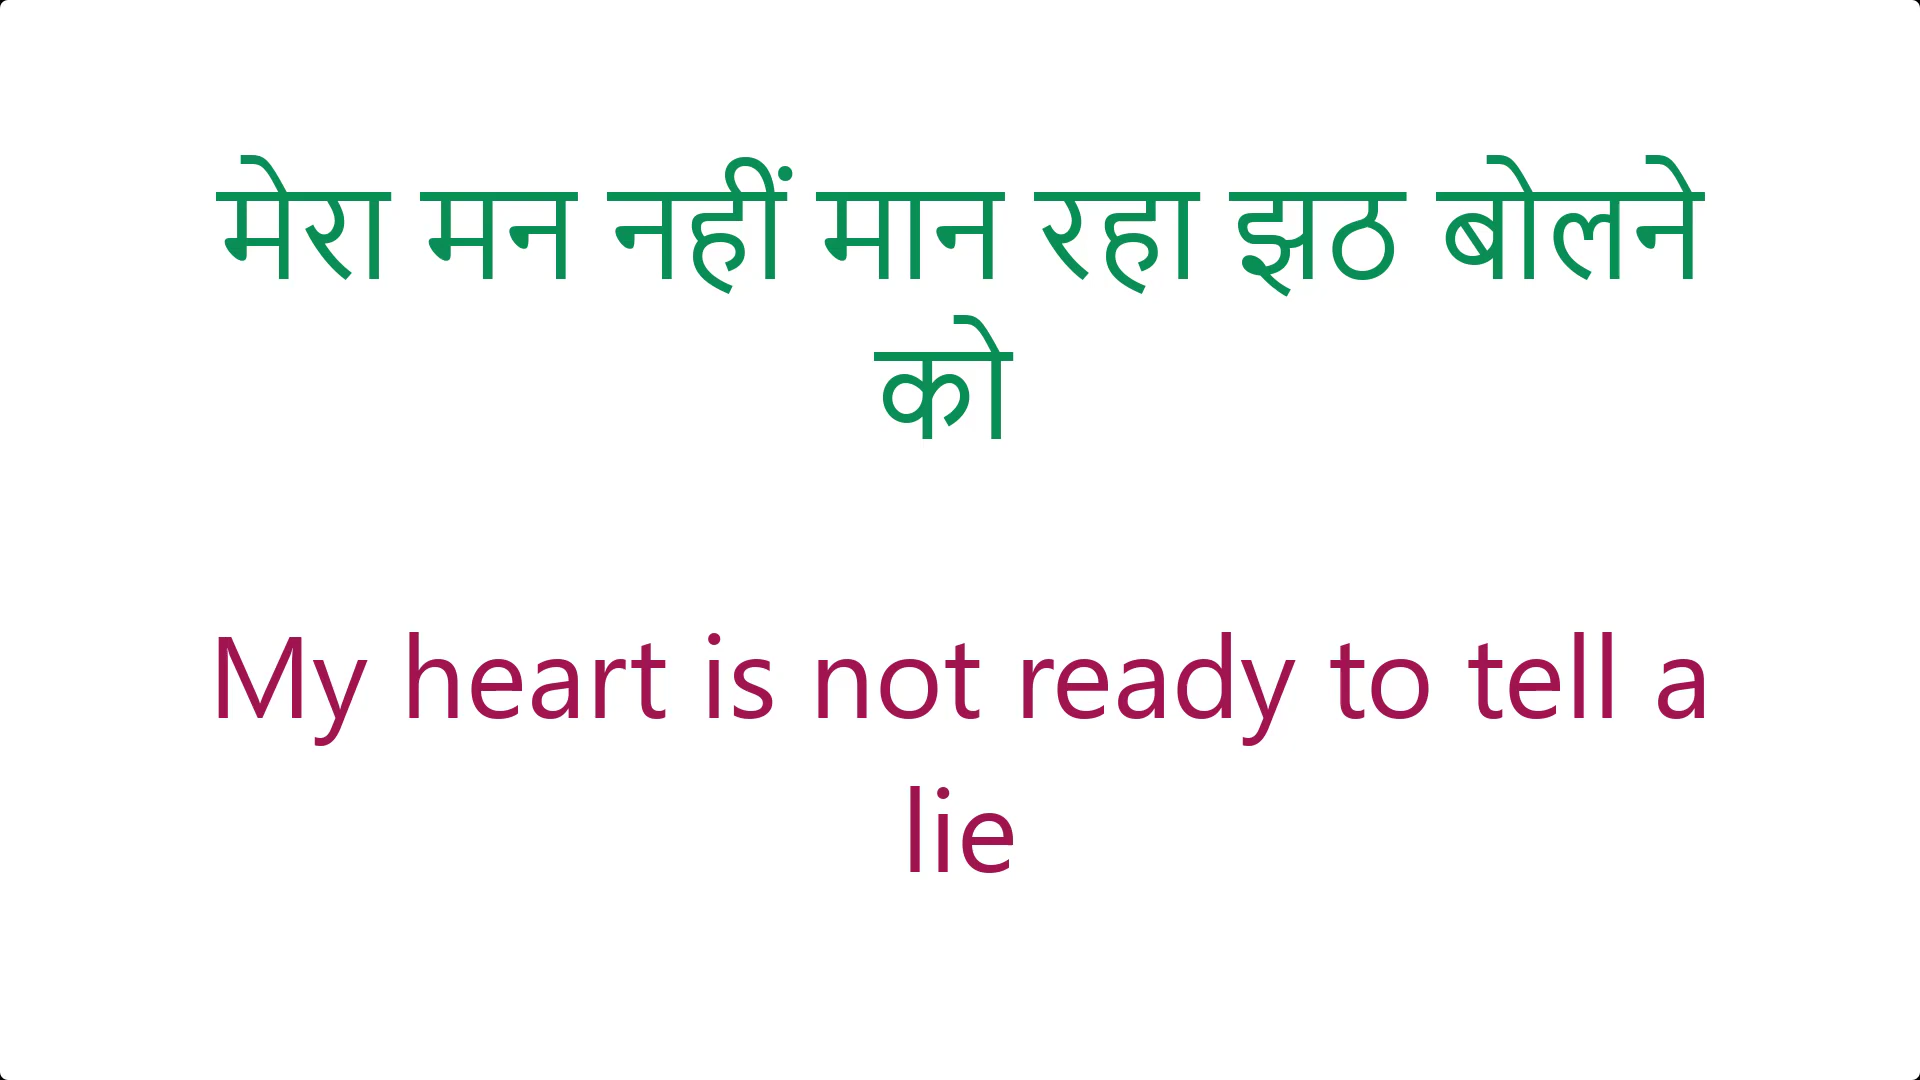 मेरा मन नहीं मान रहा झठ बोलने
को
My heart is not ready to tell a
lie